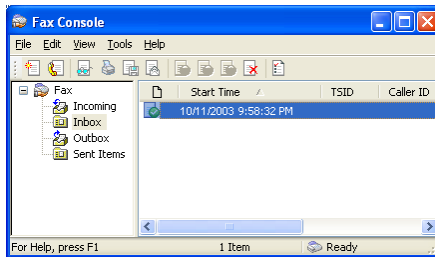 Fax Console
File Edit View Tools Help
Fax
Incoming
Inbox
Outbox
Sent Items
Start Time TSID Caller ID
10/11/2003 9:58:32 PM
For Help, press F1 1 Item Ready